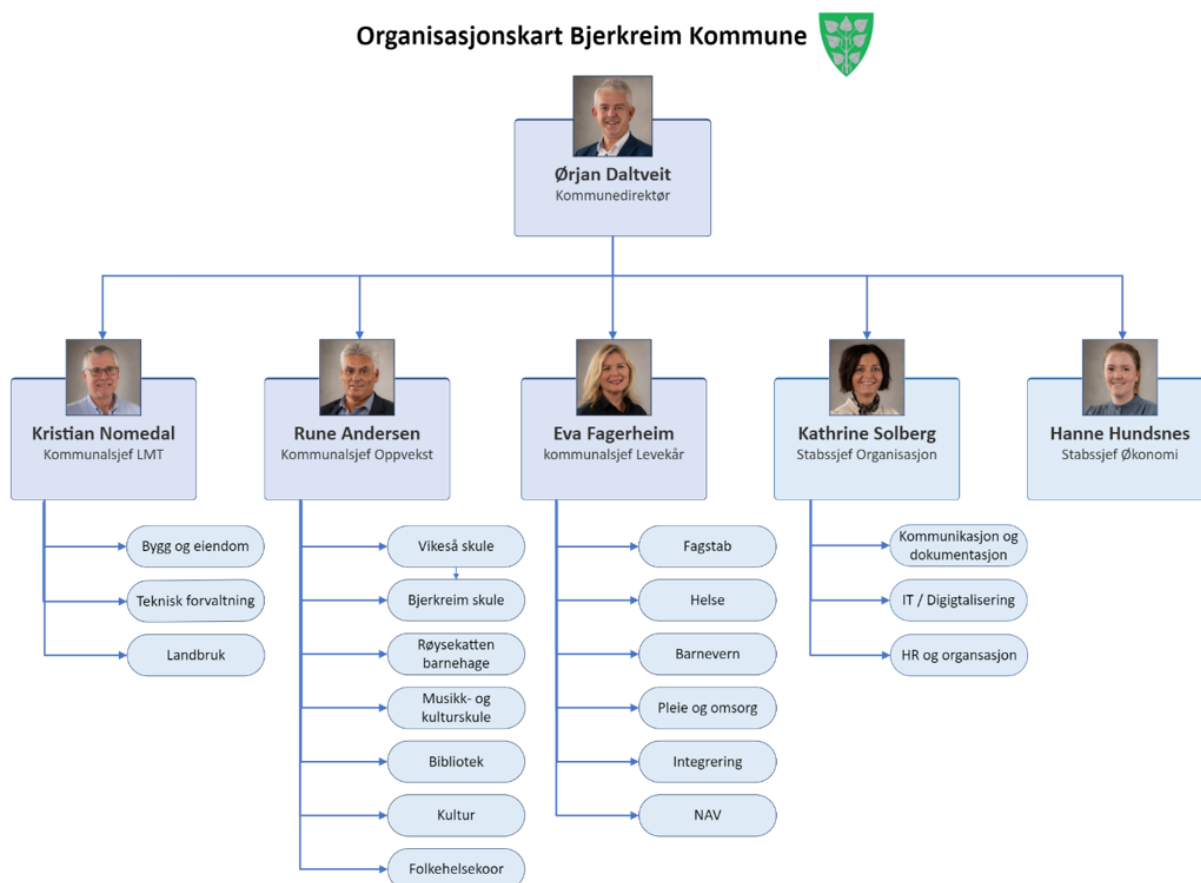 Organisasjonskart Bjerkreim Kommune
Ørjan Daltveit
Kommunedirektør
Kristian Nomedal
Kommunalsjef LMT
Rune Andersen
Kommunalsjef Oppvekst
Eva Fagerheim
kommunalsjef Levekår
Kathrine Solberg
Stabssjef Organisasjon
Hanne Hundsnes
Stabssjef Økonomi
Bygg og eiendom
Teknisk forvaltning
Landbruk
Vikeså skule
Bjerkreim skule
Røysekatten
barnehage
Musikk- og
kulturskule
Bibliotek
Kultur
Folkehelsekoor
Fagstab
Helse
Barnevern
Pleie og omsorg
Integrering
NAV
Kommunikasjon og
dokumentasjon
IT / Digigtalisering
HR og organsasjon